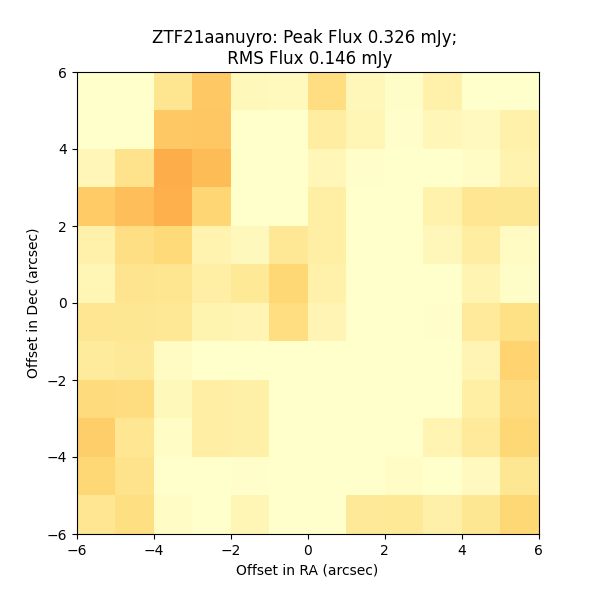 ZTF21aanuyro: Peak Flux 0.326 mJy;
RMS Flux 0.146 mJy
6
4
2
0
−2
−4
−6
Offset in Dec (arcsec)
−6 −4 −2 0 2 4 6
Offset in RA (arcsec)